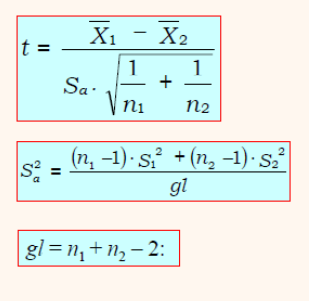 t = (X̅₁ − X̅₂) / (Sₐ. √(1/n₁ + 1/n₂))
Sₐ² = ((n₁ −1)· S₁² + (n₂ −1)· S₂²) / gl
gl = n₁ + n₂ − 2: